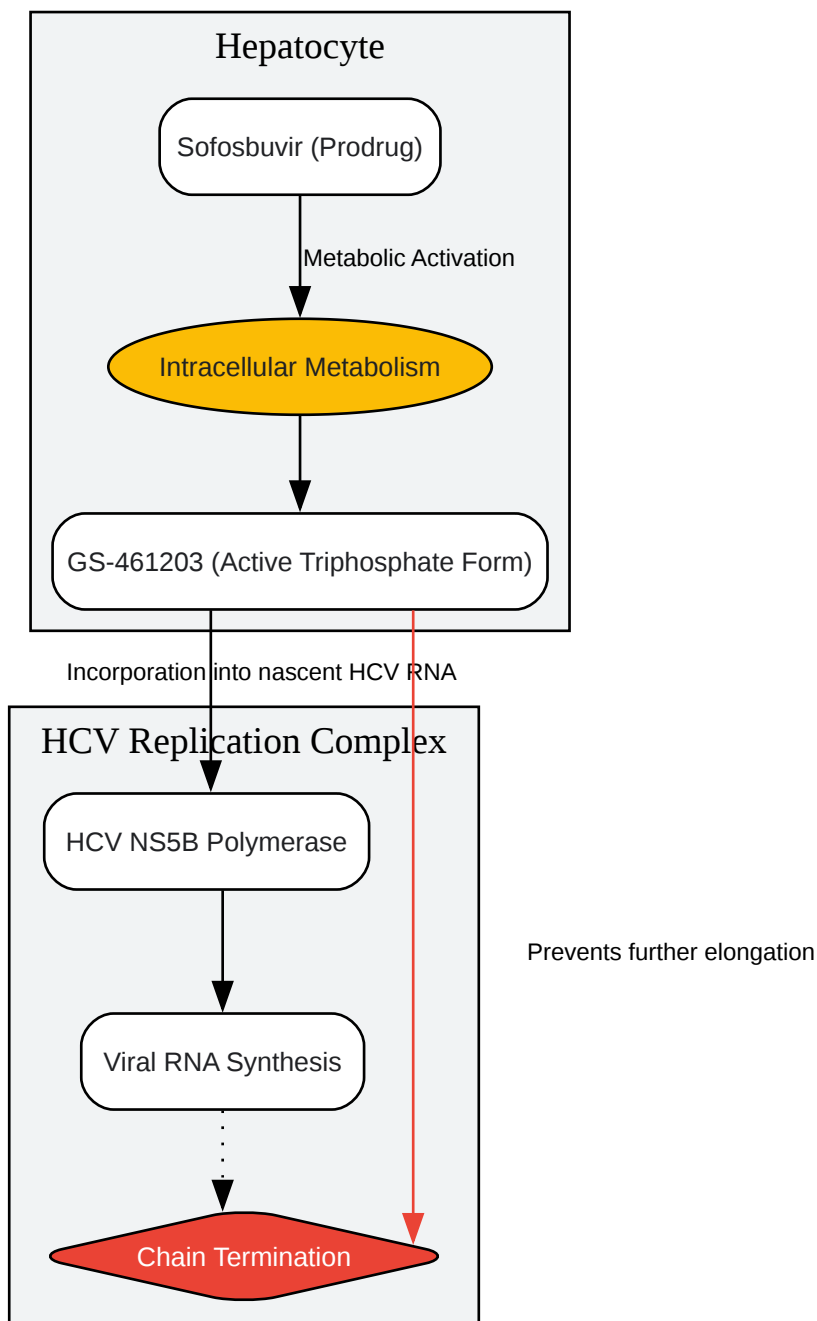 Hepatocyte
Sofosbuvir (Prodrug)
Metabolic Activation
Intracellular Metabolism
GS-461203 (Active Triphosphate Form)
Incorporation into nascent HCV RNA
HCV Replication Complex
HCV NS5B Polymerase
Prevents further elongation
Viral RNA Synthesis
Chain Termination